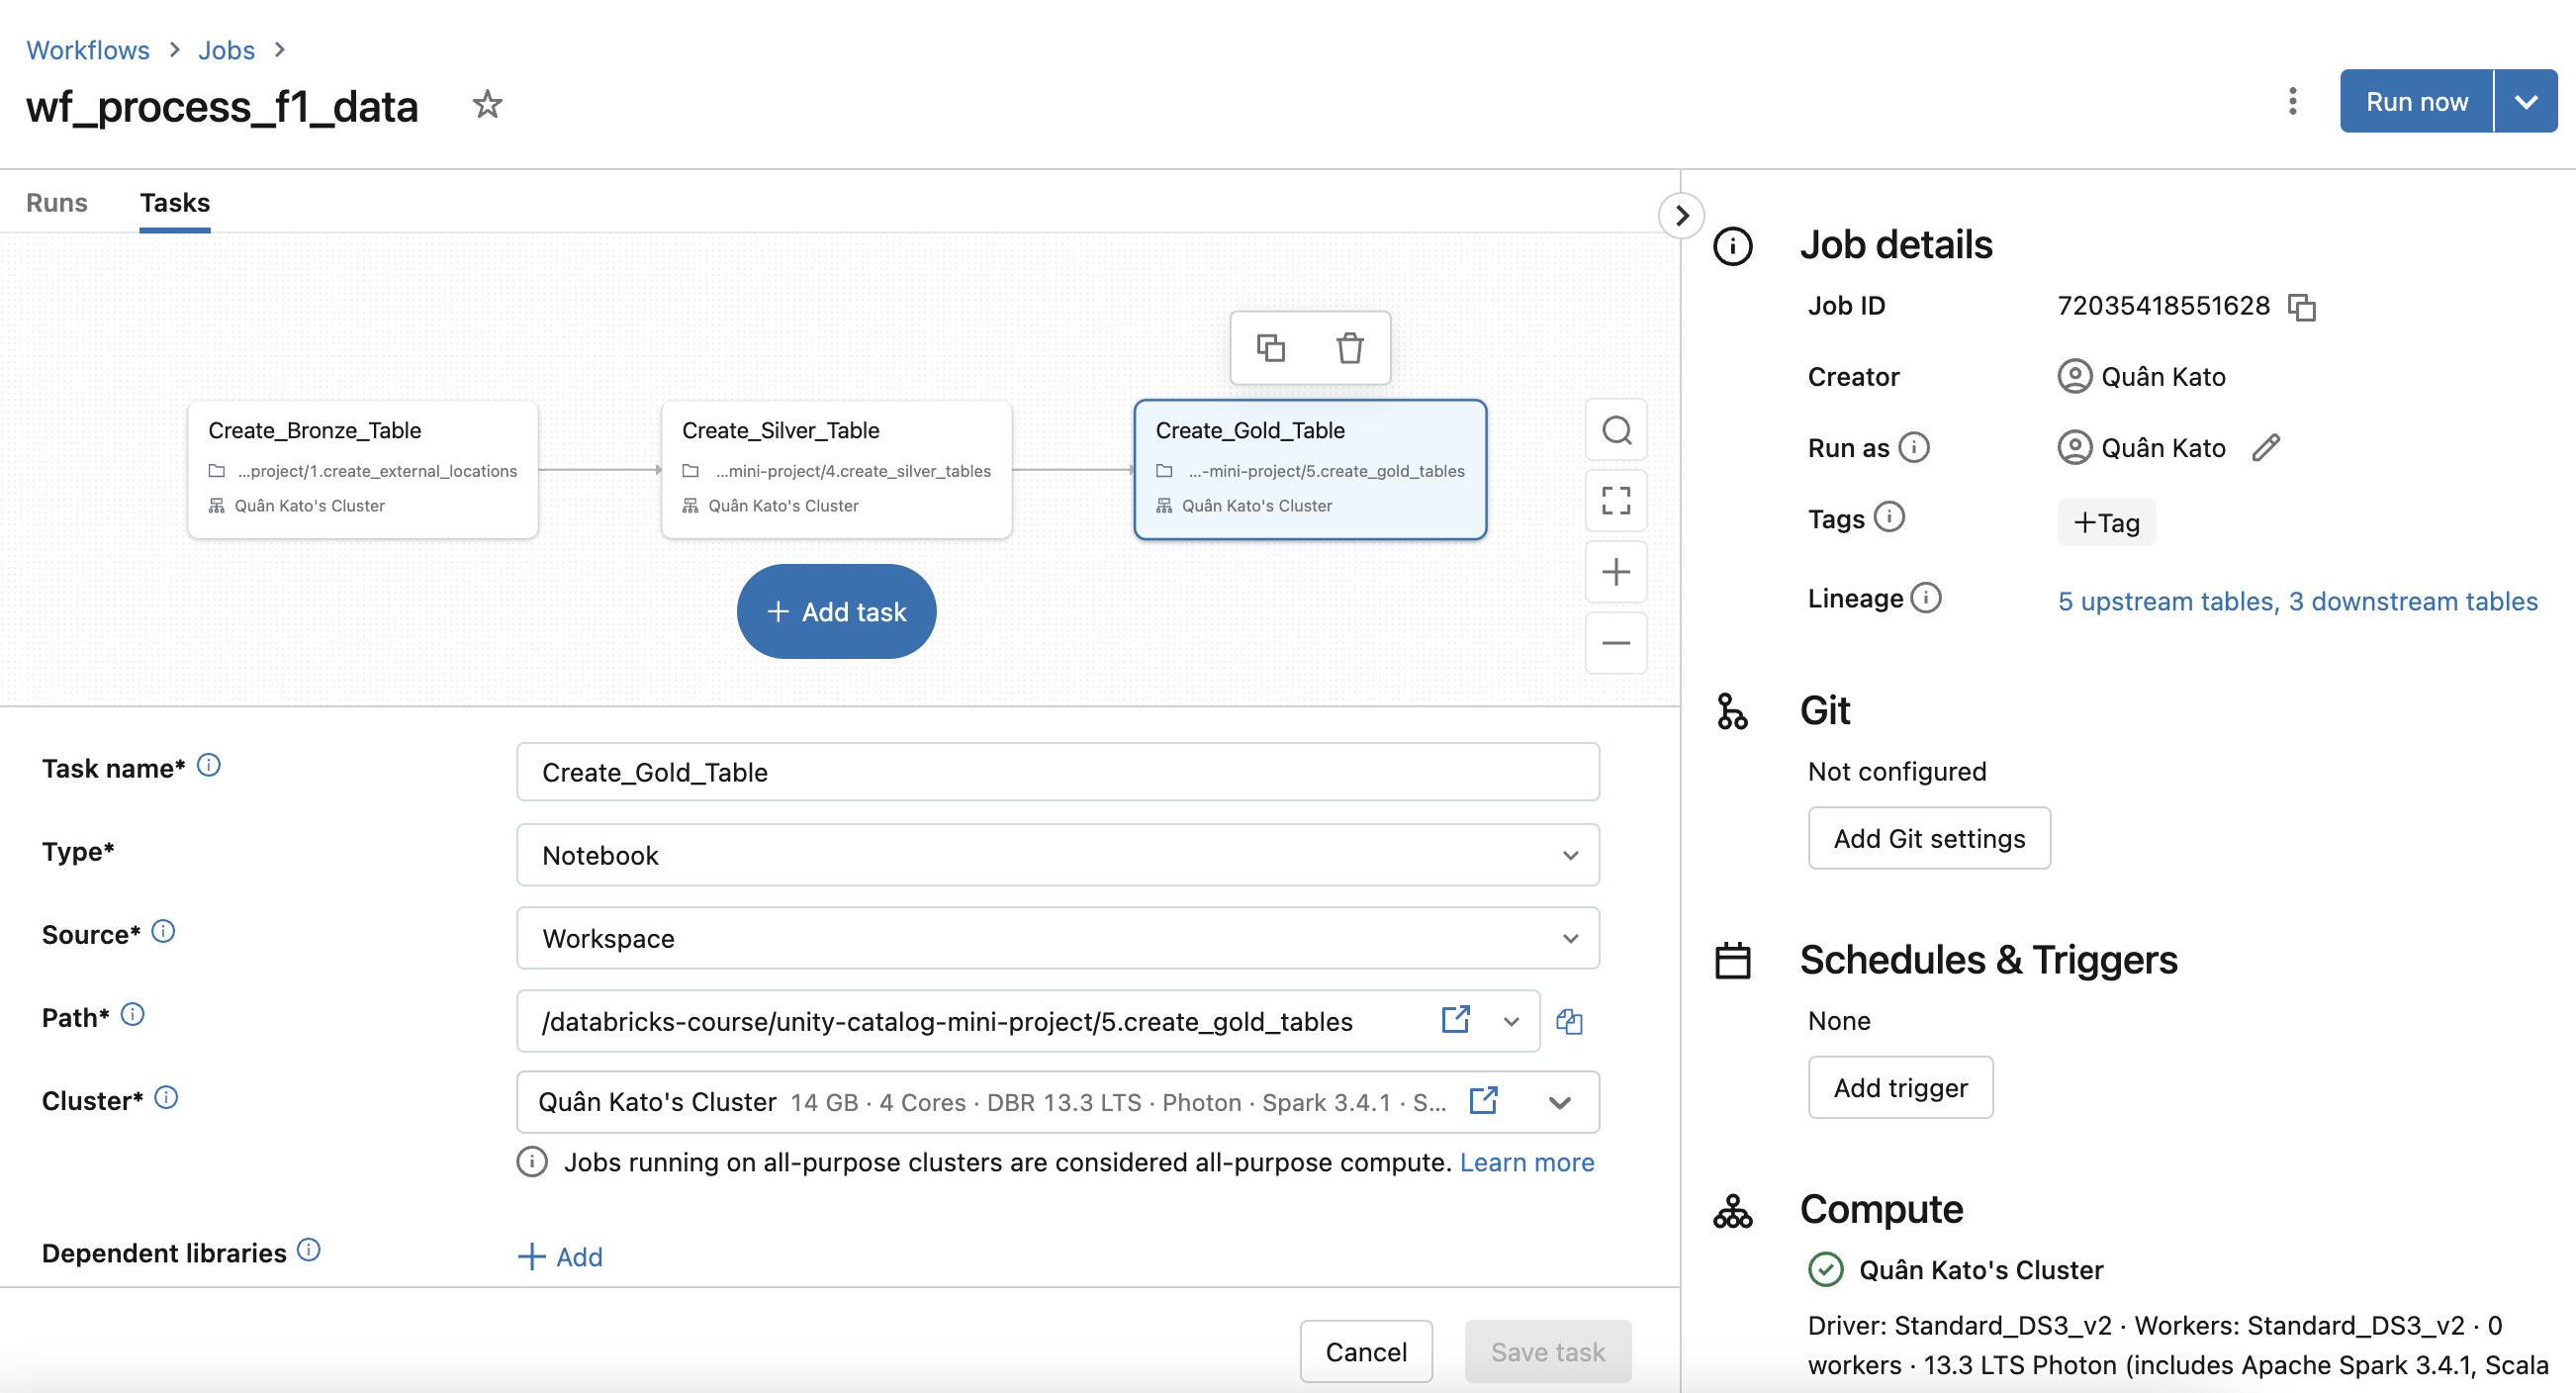 Workflows > Jobs >
wf_process_f1_data
Run now
Runs Tasks
Create_Bronze_Table
...project/1.create_external_locations
Quân Kato's Cluster
Create_Silver_Table
...mini-project/4.create_silver_tables
Quân Kato's Cluster
Create_Gold_Table
...-mini-project/5.create_gold_tables
Quân Kato's Cluster
+ Add task
Task name* Create_Gold_Table
Type* Notebook
Source* Workspace
Path* /databricks-course/unity-catalog-mini-project/5.create_gold_tables
Cluster* Quân Kato's Cluster 14 GB · 4 Cores · DBR 13.3 LTS · Photon · Spark 3.4.1 · S...
Jobs running on all-purpose clusters are considered all-purpose compute. Learn more
Dependent libraries + Add
Cancel Save task
Job details
Job ID 72035418551628
Creator Quân Kato
Run as Quân Kato
Tags +Tag
Lineage 5 upstream tables, 3 downstream tables
Git
Not configured
Add Git settings
Schedules & Triggers
None
Add trigger
Compute
Quân Kato's Cluster
Driver: Standard_DS3_v2 · Workers: Standard_DS3_v2 · 0
workers · 13.3 LTS Photon (includes Apache Spark 3.4.1, Scala